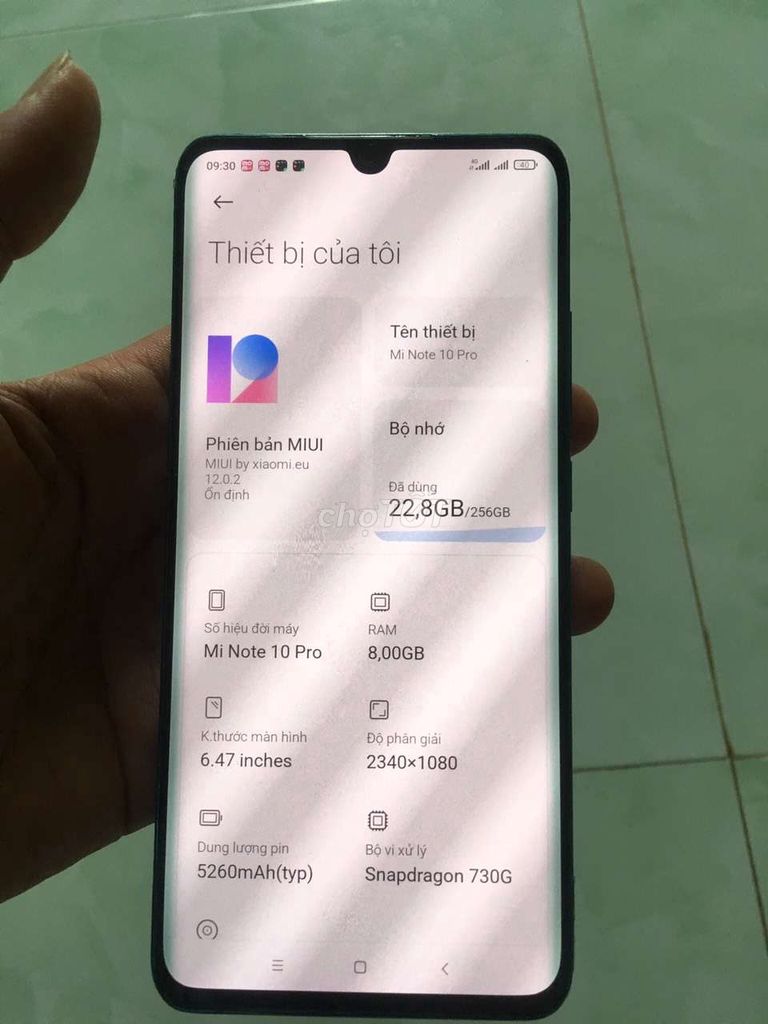 09:30 4G 40
Thiết bị của tôi
Tên thiết bị
Mi Note 10 Pro
Bộ nhớ
Phiên bản MIUI
MIUI by xiaomi.eu
12.0.2
Ổn định
Đã dùng
22,8GB/256GB
chợTỐT
Số hiệu đời máy
Mi Note 10 Pro
RAM
8,00GB
K.thước màn hình
6.47 inches
Độ phân giải
2340×1080
Dung lượng pin
5260mAh(typ)
Bộ vi xử lý
Snapdragon 730G